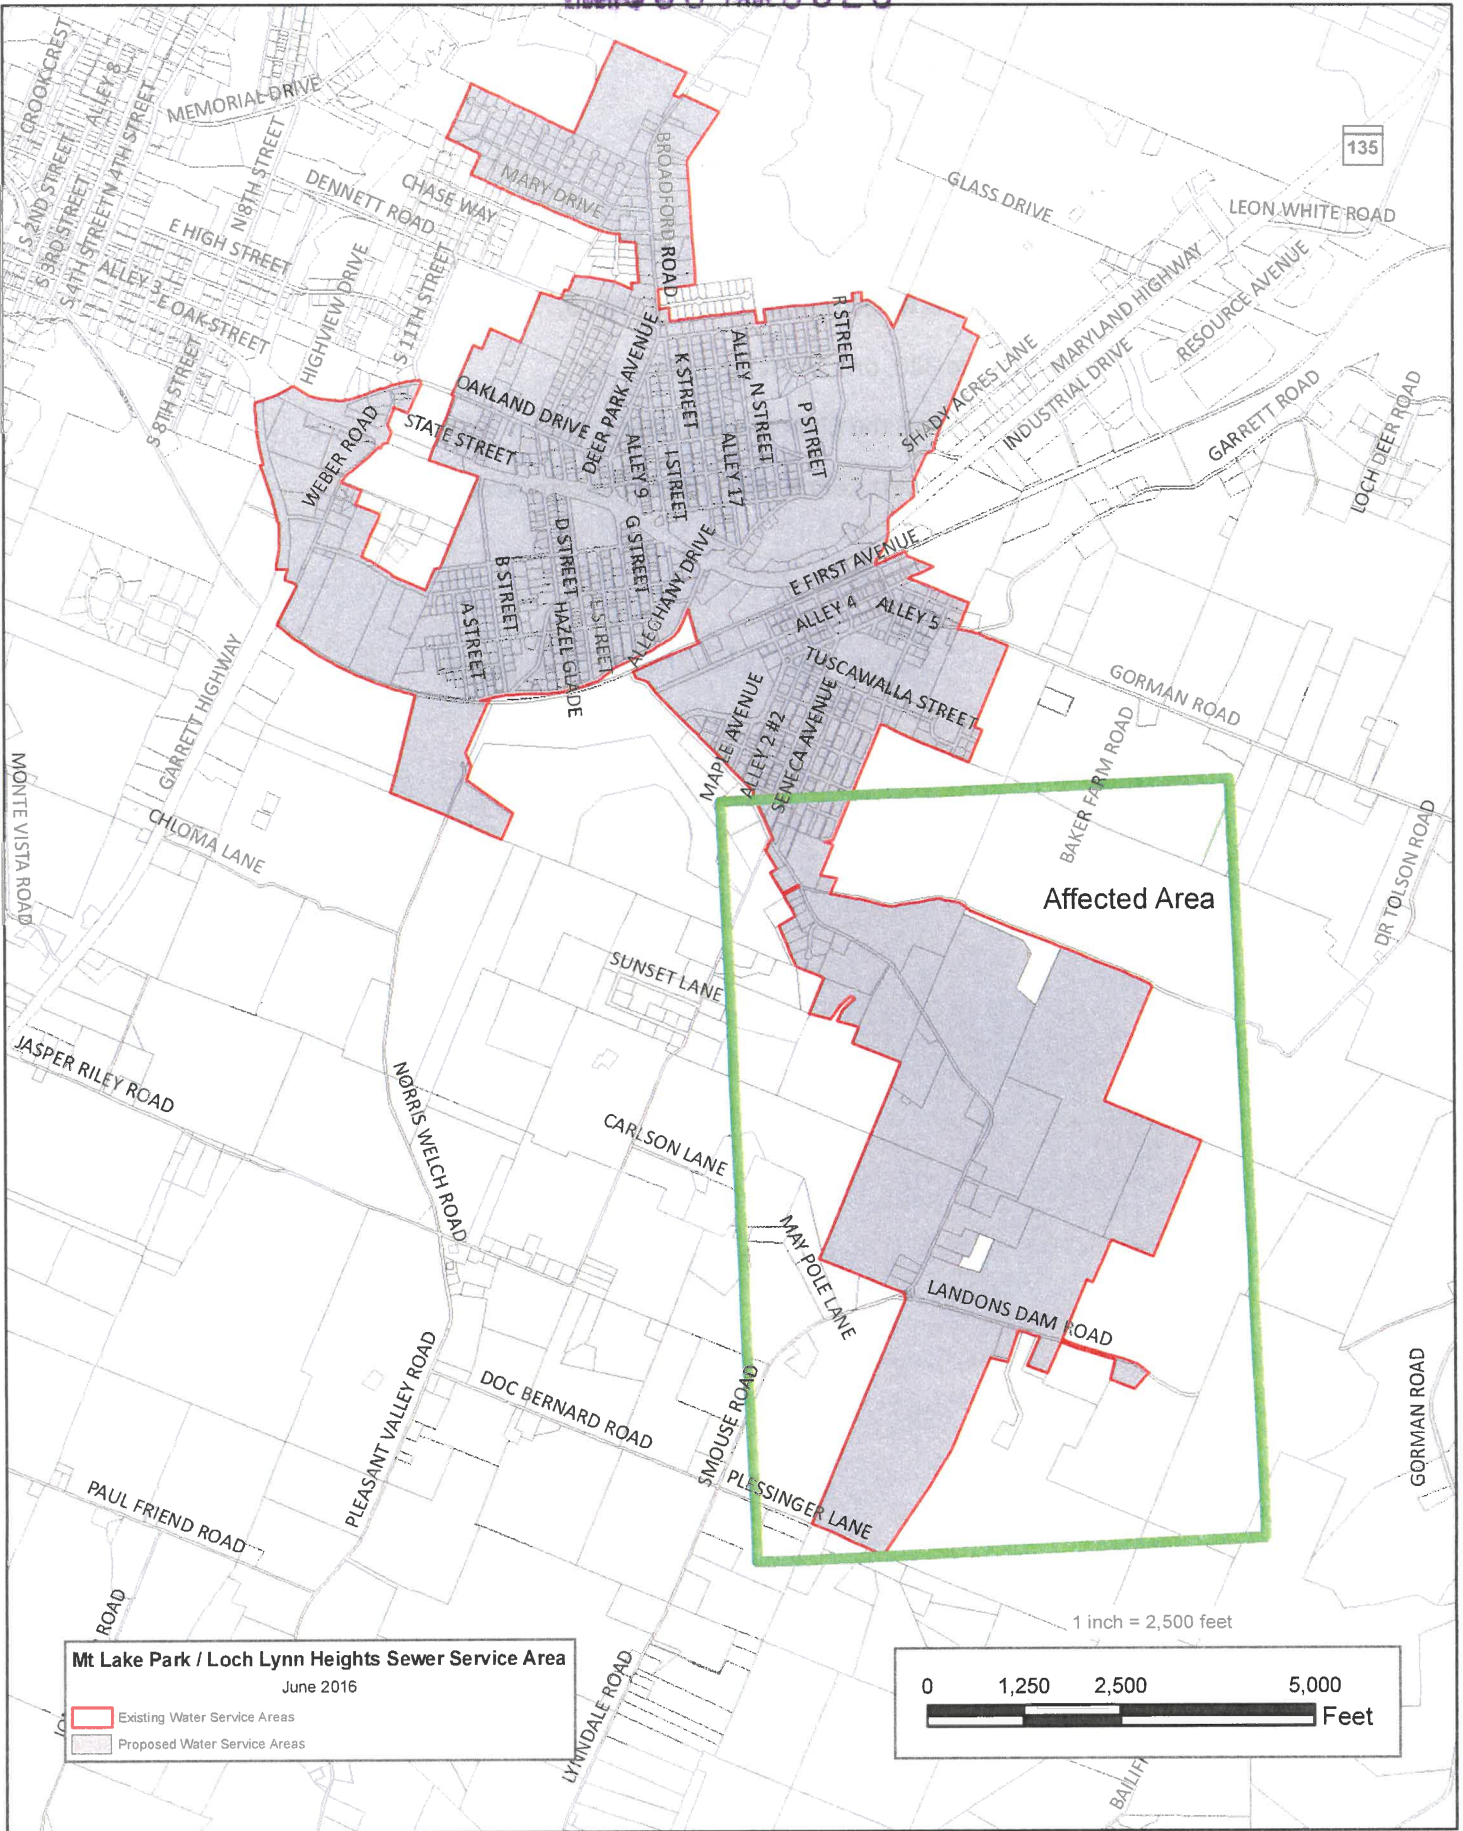 CROOK CREST
ALLEY 8
MEMORIAL DRIVE
BROADFORD ROAD
135
S 2ND STREET
S 3RD STREET
S 4TH STREET
N 4TH STREET
N 8TH STREET
DENNETT ROAD
CHASE WAY
MARY DRIVE
GLASS DRIVE
LEON WHITE ROAD
E HIGH STREET
ALLEY 3
E OAK STREET
HIGHVIEW DRIVE
S 11TH STREET
S 8TH STREET
R STREET
MARYLAND HIGHWAY
RESOURCE AVENUE
SHADY ACRES LANE
INDUSTRIAL DRIVE
GARRETT ROAD
LOCH DEER ROAD
OAKLAND DRIVE
STATE STREET
DEER PARK AVENUE
K STREET
ALLEY
N STREET
P STREET
WEBER ROAD
ALLEY 9
I STREET
ALLEY 17
D STREET
G STREET
B STREET
A STREET
HAZEL GLADE
E STREET
ALLEGHANY DRIVE
E FIRST AVENUE
ALLEY 4
ALLEY 5
TUSCAWALLA STREET
MAPLE AVENUE
ALLEY 2 #2
SENECA AVENUE
GORMAN ROAD
BAKER FARM ROAD
DR TOLSON ROAD
GARRETT HIGHWAY
MONTE VISTA ROAD
CHLOMA LANE
Affected Area
SUNSET LANE
JASPER RILEY ROAD
NORRIS WELCH ROAD
CARLSON LANE
MAY POLE LANE
LANDONS DAM ROAD
PLEASANT VALLEY ROAD
DOC BERNARD ROAD
SMOUSE ROAD
PLESSINGER LANE
GORMAN ROAD
PAUL FRIEND ROAD
ROAD
LYNNDALE ROAD
1 inch = 2,500 feet
Mt Lake Park / Loch Lynn Heights Sewer Service Area
June 2016
Existing Water Service Areas
Proposed Water Service Areas
0 1,250 2,500 5,000
Feet